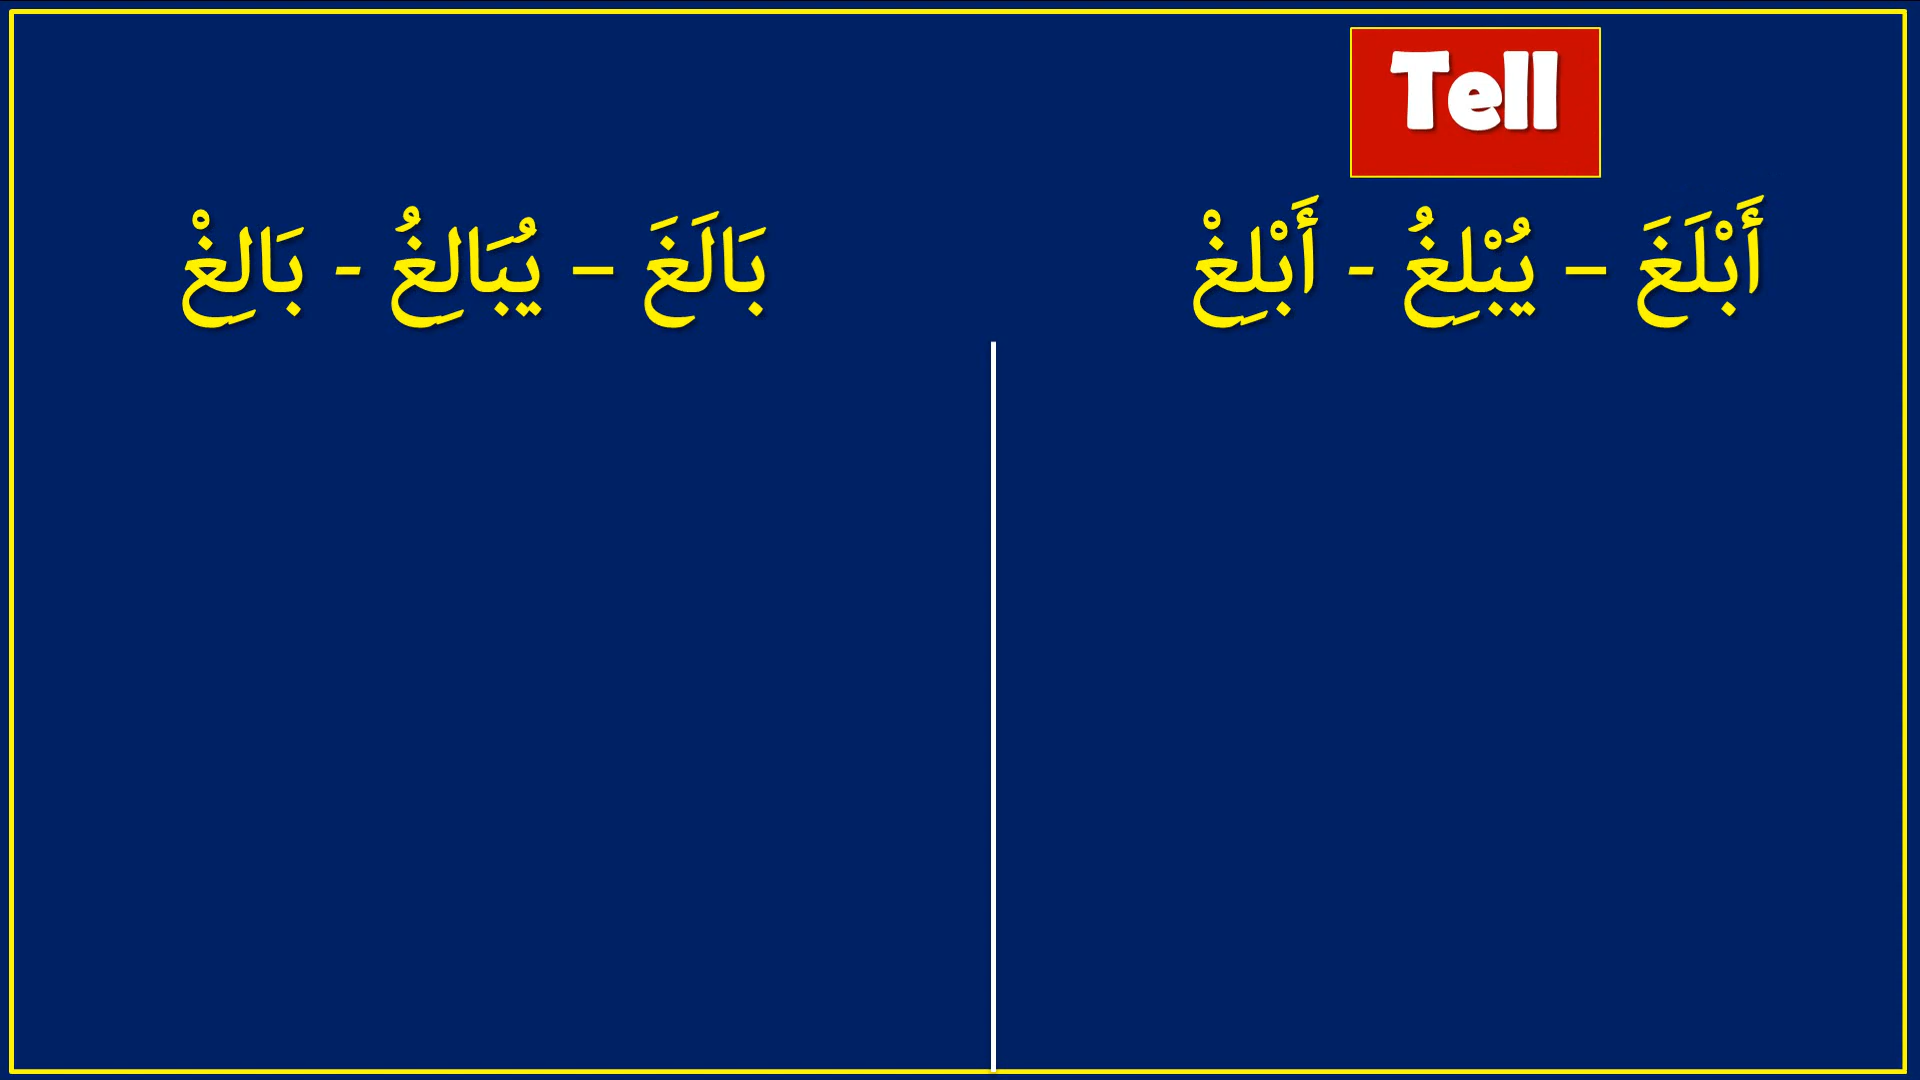 Tell
أَبْلَغَ – يُبْلِغُ - أَبْلِغْ
بَالَغَ – يُبَالِغُ - بَالِغْ